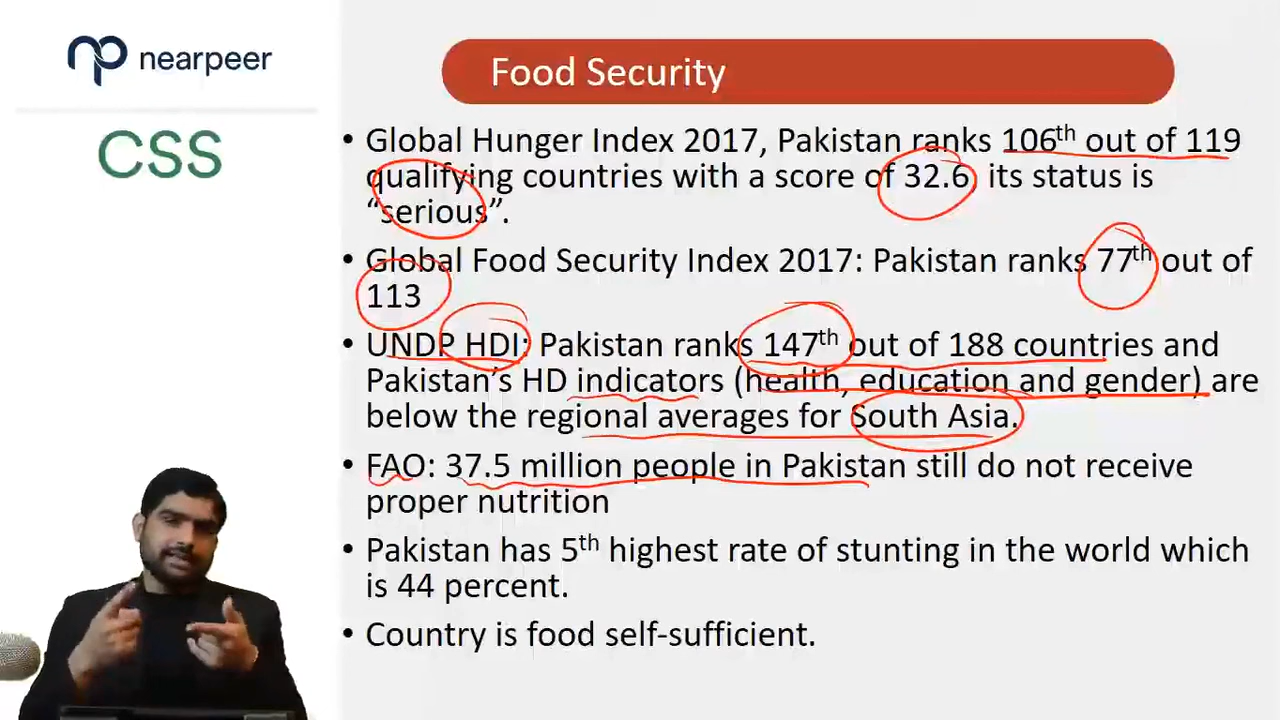 nearpeer
CSS
Food Security
• Global Hunger Index 2017, Pakistan ranks 106th out of 119
qualifying countries with a score of 32.6, its status is
“serious”.
• Global Food Security Index 2017: Pakistan ranks 77th out of
113
• UNDP HDI: Pakistan ranks 147th out of 188 countries and
Pakistan’s HD indicators (health, education and gender) are
below the regional averages for South Asia.
• FAO: 37.5 million people in Pakistan still do not receive
proper nutrition
• Pakistan has 5th highest rate of stunting in the world which
is 44 percent.
• Country is food self-sufficient.